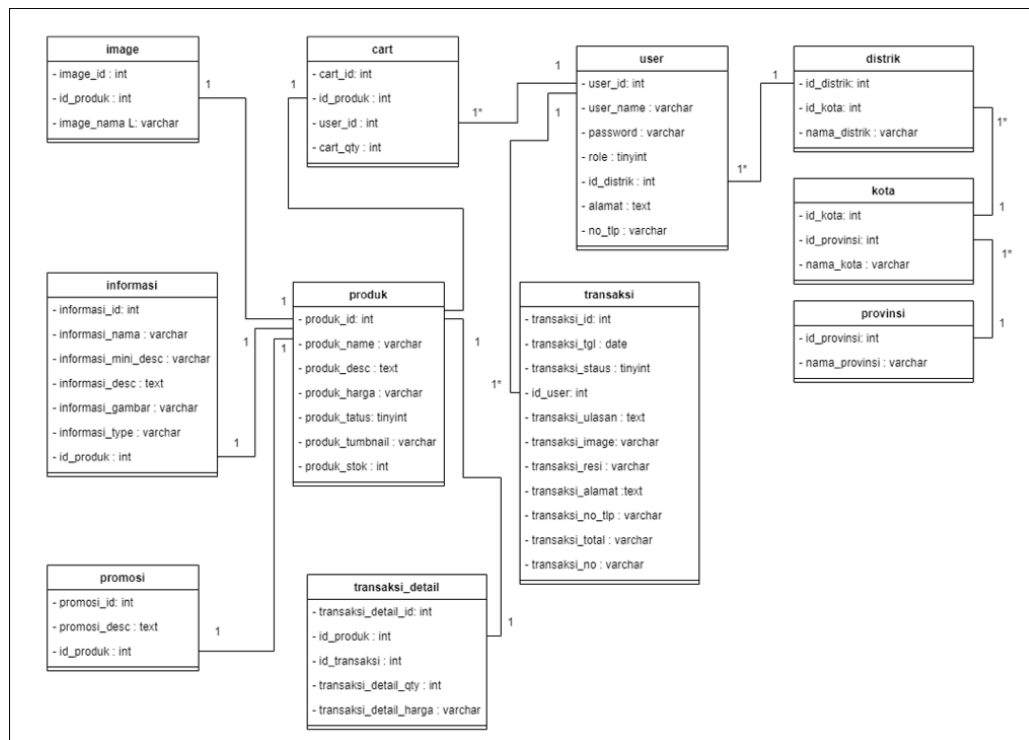 image
- image_id : int
- id_produk : int
- image_nama L: varchar
1
cart
- cart_id: int
- id_produk : int
- user_id : int
- cart_qty : int
1
1*
user
- user_id: int
- user_name : varchar
- password : varchar
- role : tinyint
- id_distrik : int
- alamat : text
- no_tlp : varchar
1
1
1*
distrik
- id_distrik: int
- id_kota: int
- nama_distrik : varchar
1
1*
kota
- id_kota: int
- id_provinsi: int
- nama_kota : varchar
1
1*
provinsi
- id_provinsi: int
- nama_provinsi : varchar
1
informasi
- informasi_id: int
- informasi_nama : varchar
- informasi_mini_desc : varchar
- informasi_desc : text
- informasi_gambar : varchar
- informasi_type : varchar
- id_produk : int
1
produk
- produk_id: int
- produk_name : varchar
- produk_desc : text
- produk_harga : varchar
- produk_tatus: tinyint
- produk_tumbnail : varchar
- produk_stok : int
1
1
1
1
transaksi
- transaksi_id: int
- transaksi_tgl : date
- transaksi_staus : tinyint
- id_user: int
- transaksi_ulasan : text
- transaksi_image: varchar
- transaksi_resi : varchar
- transaksi_alamat :text
- transaksi_no_tlp : varchar
- transaksi_total : varchar
- transaksi_no : varchar
1*
promosi
- promosi_id: int
- promosi_desc : text
- id_produk : int
1
transaksi_detail
- transaksi_detail_id: int
- id_produk : int
- id_transaksi : int
- transaksi_detail_qty : int
- transaksi_detail_harga : varchar
1